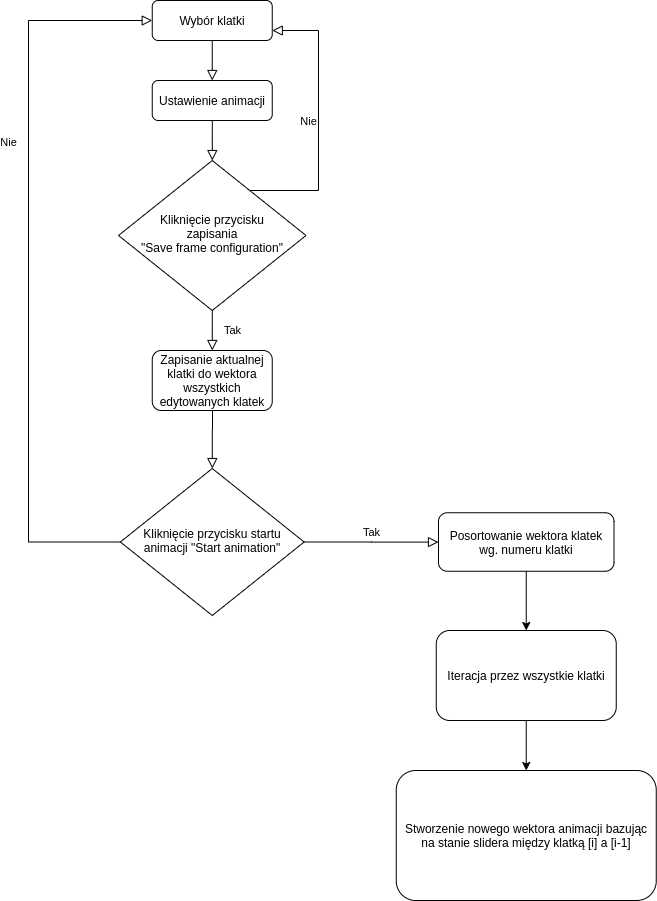 Wybór klatki
Ustawienie animacji
Nie
Nie
Kliknięcie przycisku
zapisania
"Save frame configuration"
Tak
Zapisanie aktualnej
klatki do wektora
wszystkich
edytowanych klatek
Kliknięcie przycisku startu
animacji "Start animation"
Tak
Posortowanie wektora klatek
wg. numeru klatki
Iteracja przez wszystkie klatki
Stworzenie nowego wektora animacji bazując
na stanie slidera między klatką [i] a [i-1]